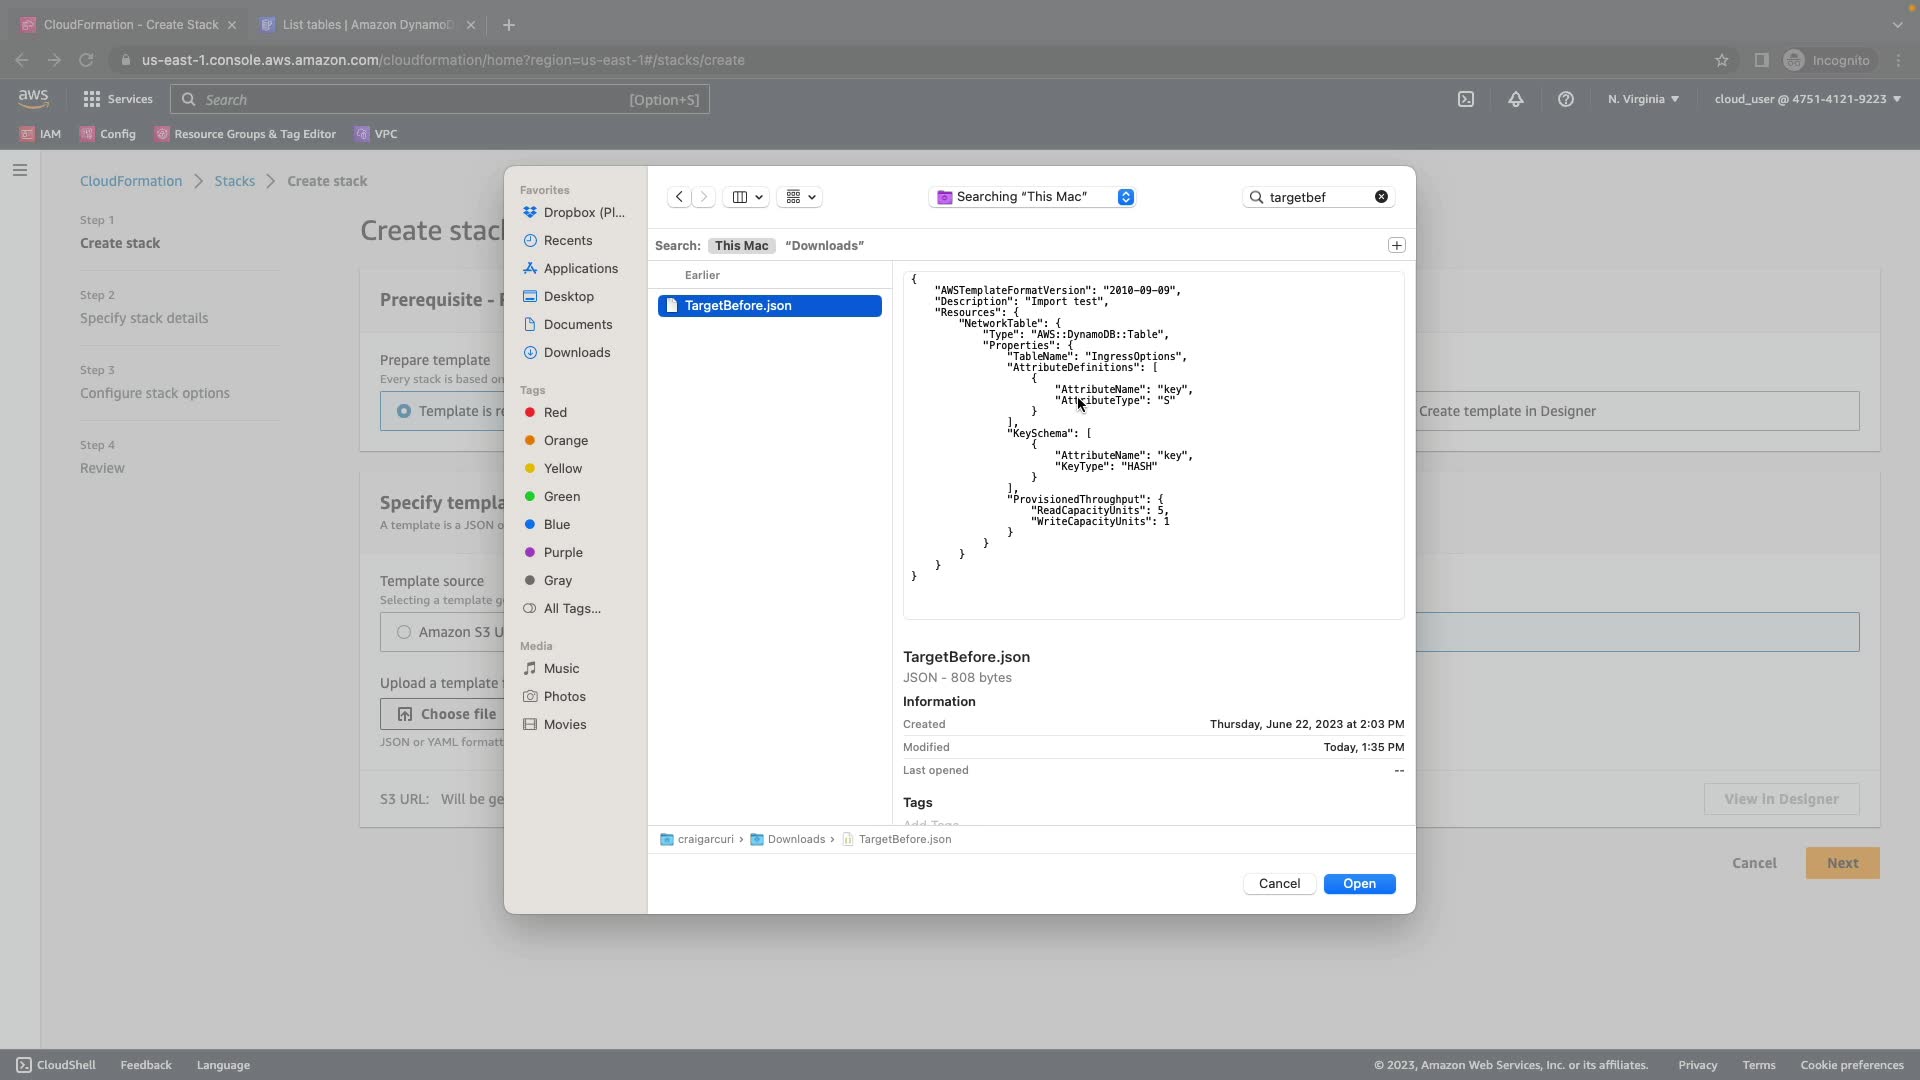 CloudFormation - Create Stack
List tables | Amazon DynamoD
us-east-1.console.aws.amazon.com/cloudformation/home?region=us-east-1#/stacks/create
Incognito
aws
Services
Search
[Option+S]
N. Virginia
cloud_user @ 4751-4121-9223
IAM
Config
Resource Groups & Tag Editor
VPC
CloudFormation
Stacks
Create stack
Step 1
Create stack
Step 2
Specify stack details
Step 3
Configure stack options
Step 4
Review
Create stac
Prerequisite -
Prepare template
Every stack is based on
Template is re
Create template in Designer
Specify templa
A template is a JSON o
Template source
Selecting a template g
Amazon S3 U
Upload a template
Choose file
JSON or YAML formatt
S3 URL: Will be ge
View in Designer
Cancel
Next
Favorites
Dropbox (Pl...
Recents
Applications
Desktop
Documents
Downloads
Tags
Red
Orange
Yellow
Green
Blue
Purple
Gray
All Tags...
Media
Music
Photos
Movies
Searching “This Mac”
targetbef
Search:
This Mac
“Downloads”
Earlier
TargetBefore.json
{
"AWSTemplateFormatVersion": "2010-09-09",
"Description": "Import test",
"Resources": {
"NetworkTable": {
"Type": "AWS::DynamoDB::Table",
"Properties": {
"TableName": "IngressOptions",
"AttributeDefinitions": [
{
"AttributeName": "key",
"AttributeType": "S"
}
],
"KeySchema": [
{
"AttributeName": "key",
"KeyType": "HASH"
}
],
"ProvisionedThroughput": {
"ReadCapacityUnits": 5,
"WriteCapacityUnits": 1
}
}
}
}
}
TargetBefore.json
JSON - 808 bytes
Information
Created
Thursday, June 22, 2023 at 2:03 PM
Modified
Today, 1:35 PM
Last opened
--
Tags
Add Tags
craigarcuri › Downloads › TargetBefore.json
Cancel
Open
CloudShell
Feedback
Language
© 2023, Amazon Web Services, Inc. or its affiliates.
Privacy
Terms
Cookie preferences